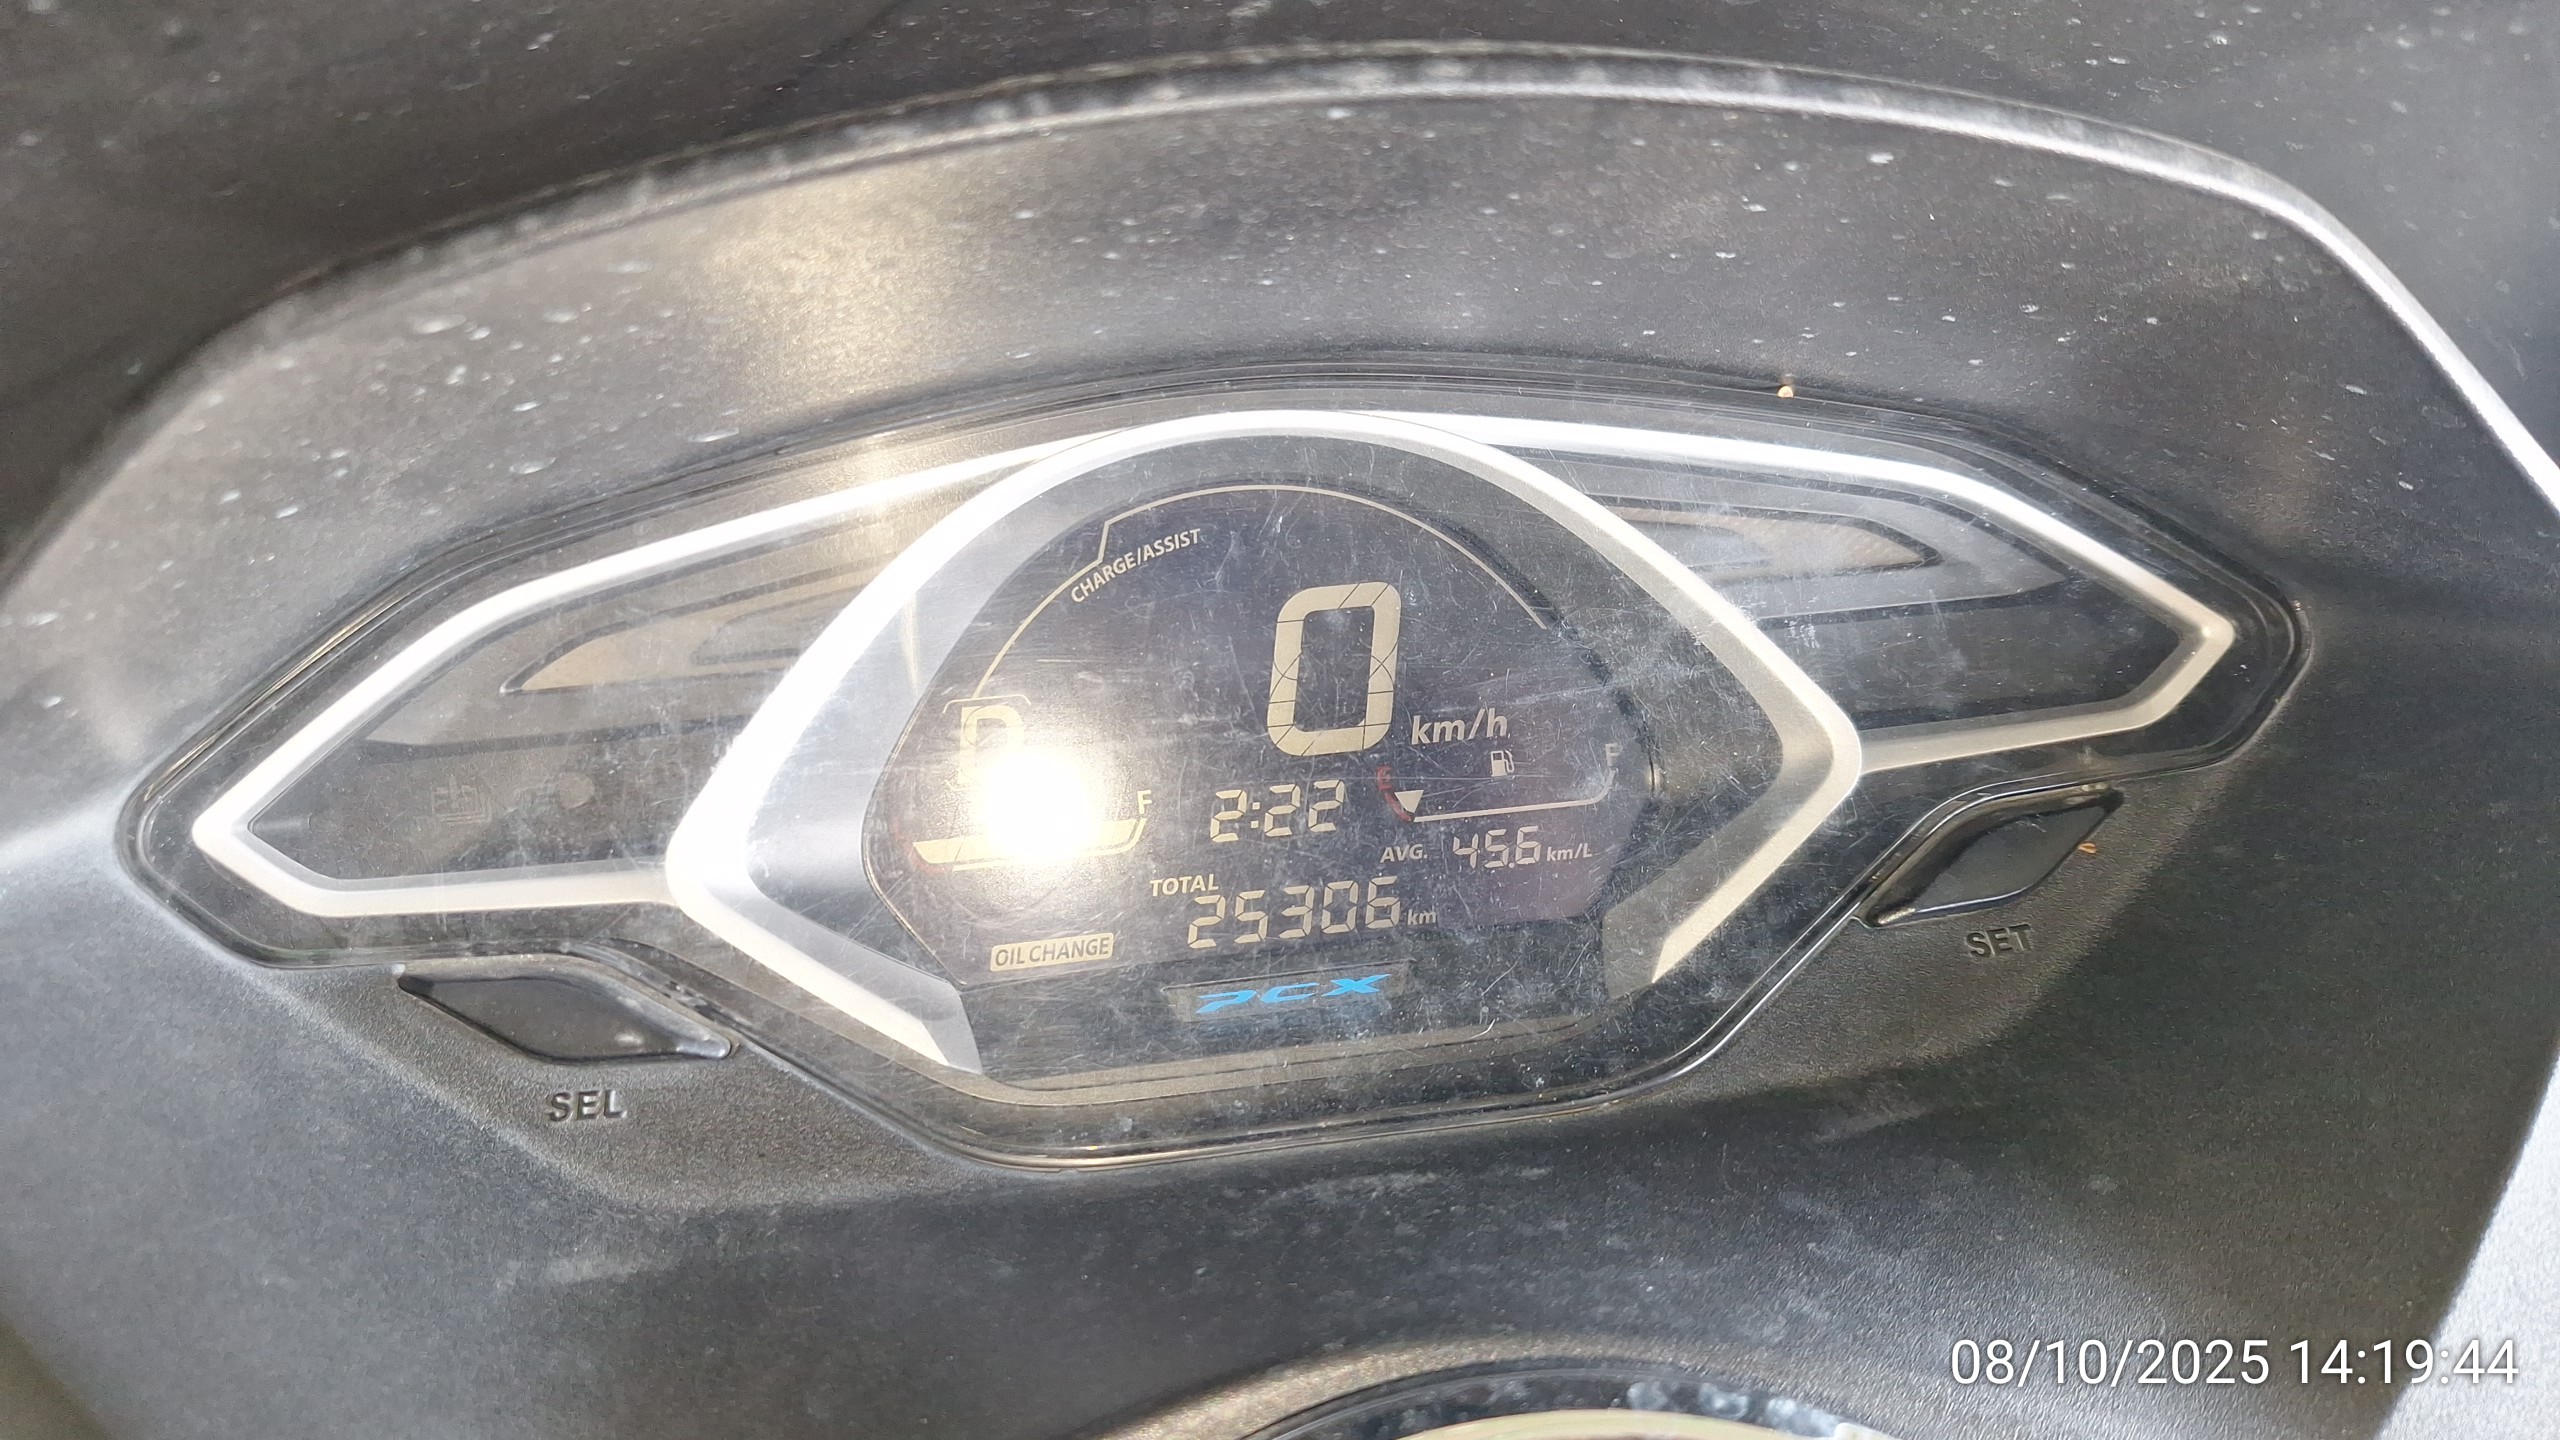 CHARGE/ASSIST
0 km/h
D
F
2:22
E
F
AVG. 45.6 km/L
TOTAL
25306 km
OIL CHANGE
PCX
SEL
SET
08/10/2025 14:19:44